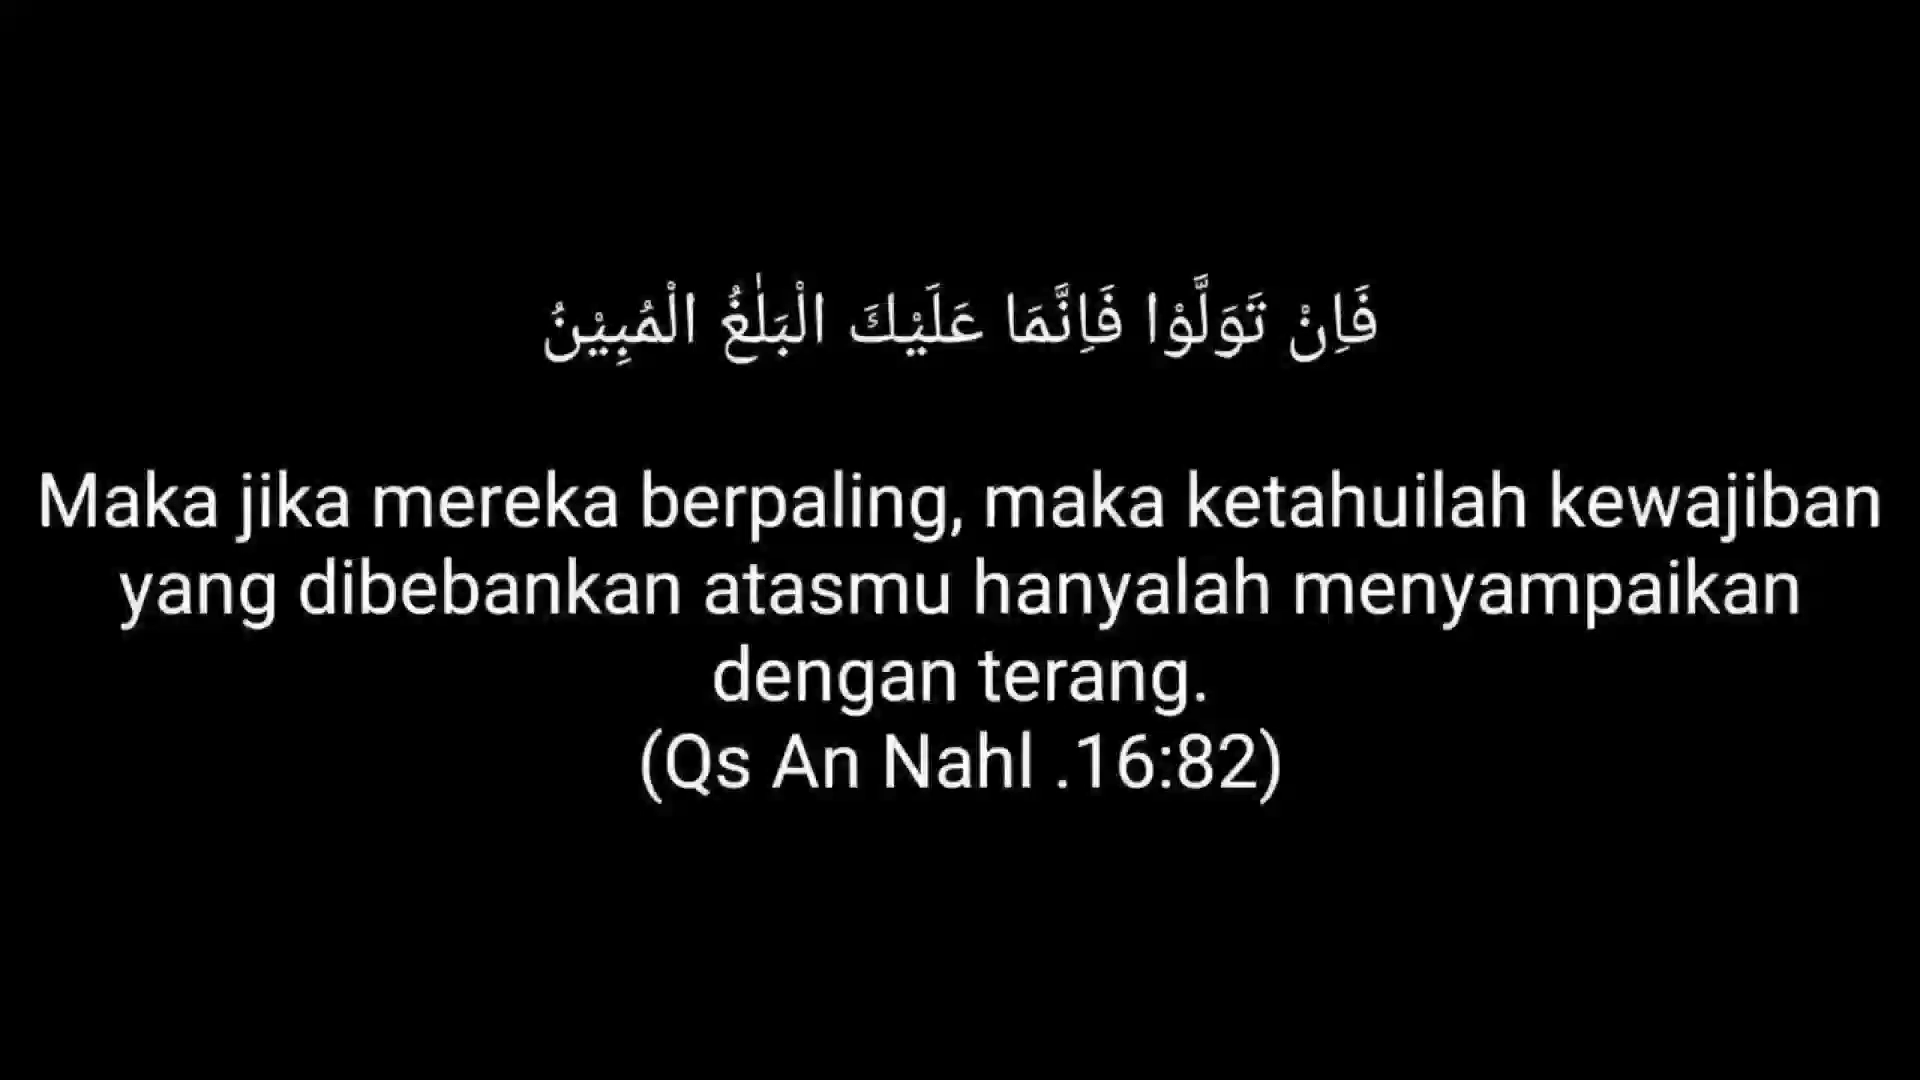 فَاِنْ تَوَلَّوْا فَاِنَّمَا عَلَيْكَ الْبَلٰغُ الْمُبِيْنُ
Maka jika mereka berpaling, maka ketahuilah kewajiban
yang dibebankan atasmu hanyalah menyampaikan
dengan terang.
(Qs An Nahl .16:82)